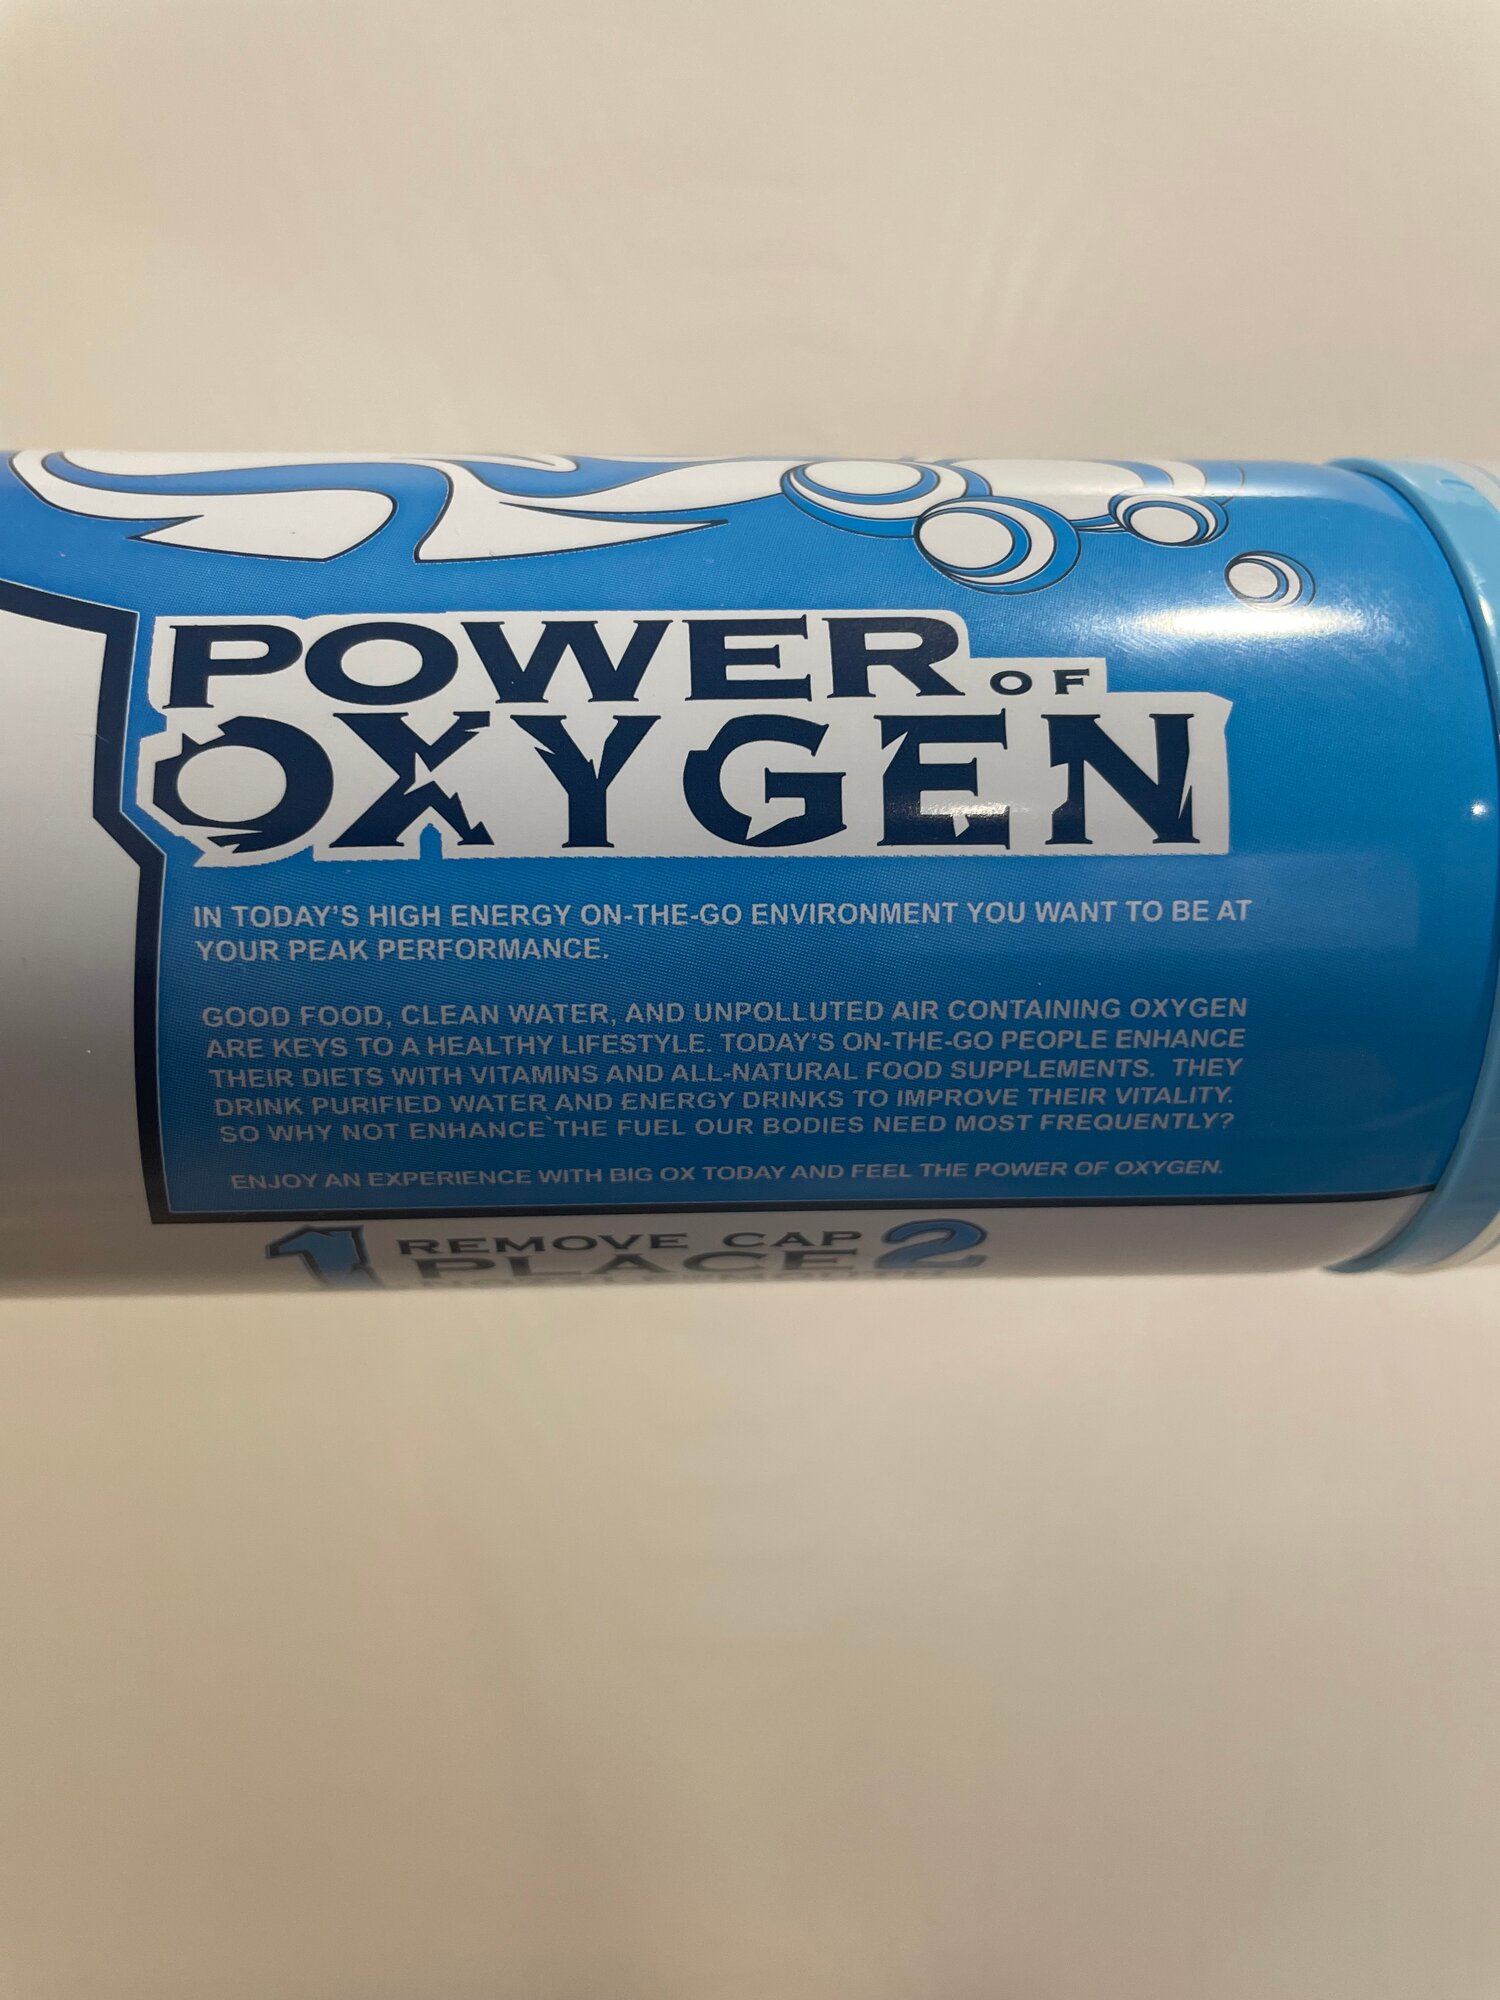 POWER OF
OXYGEN
IN TODAY'S HIGH ENERGY ON-THE-GO ENVIRONMENT YOU WANT TO BE AT
YOUR PEAK PERFORMANCE.
GOOD FOOD, CLEAN WATER, AND UNPOLLUTED AIR CONTAINING OXYGEN
ARE KEYS TO A HEALTHY LIFESTYLE. TODAY'S ON-THE-GO PEOPLE ENHANCE
THEIR DIETS WITH VITAMINS AND ALL-NATURAL FOOD SUPPLEMENTS. THEY
DRINK PURIFIED WATER AND ENERGY DRINKS TO IMPROVE THEIR VITALITY.
SO WHY NOT ENHANCE THE FUEL OUR BODIES NEED MOST FREQUENTLY?
ENJOY AN EXPERIENCE WITH BIG OX TODAY AND FEEL THE POWER OF OXYGEN.
1 REMOVE CAP 2
PLACE